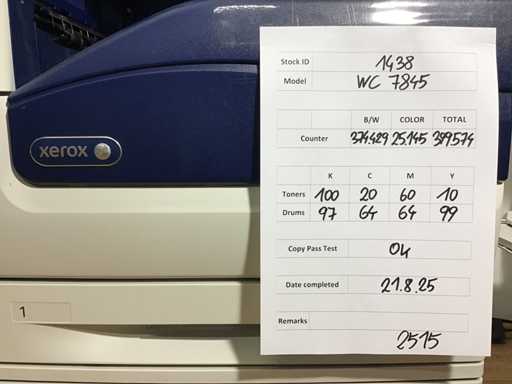 xerox
1
Stock ID 1438
Model WC 7845
B/W COLOR TOTAL
Counter 374.429 25.145 399.574
K C M Y
Toners 100 20 60 10
Drums 97 64 64 99
Copy Pass Test OK
Date completed 21.8.25
Remarks
2515